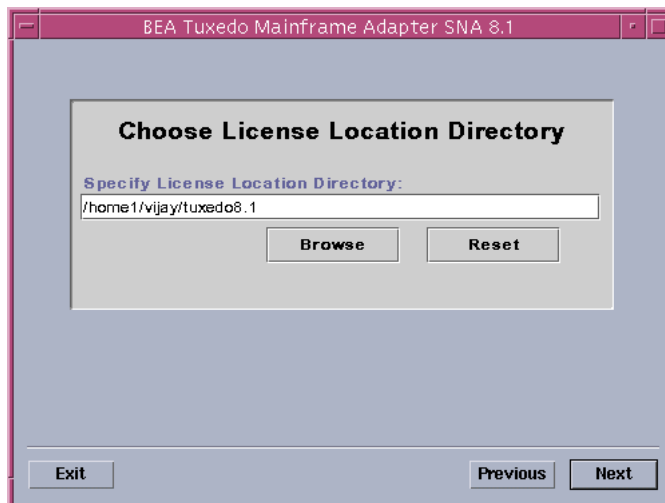 BEA Tuxedo Mainframe Adapter SNA 8.1
Choose License Location Directory
Specify License Location Directory:
/home1/vijay/tuxedo8.1
Browse Reset
Exit Previous Next